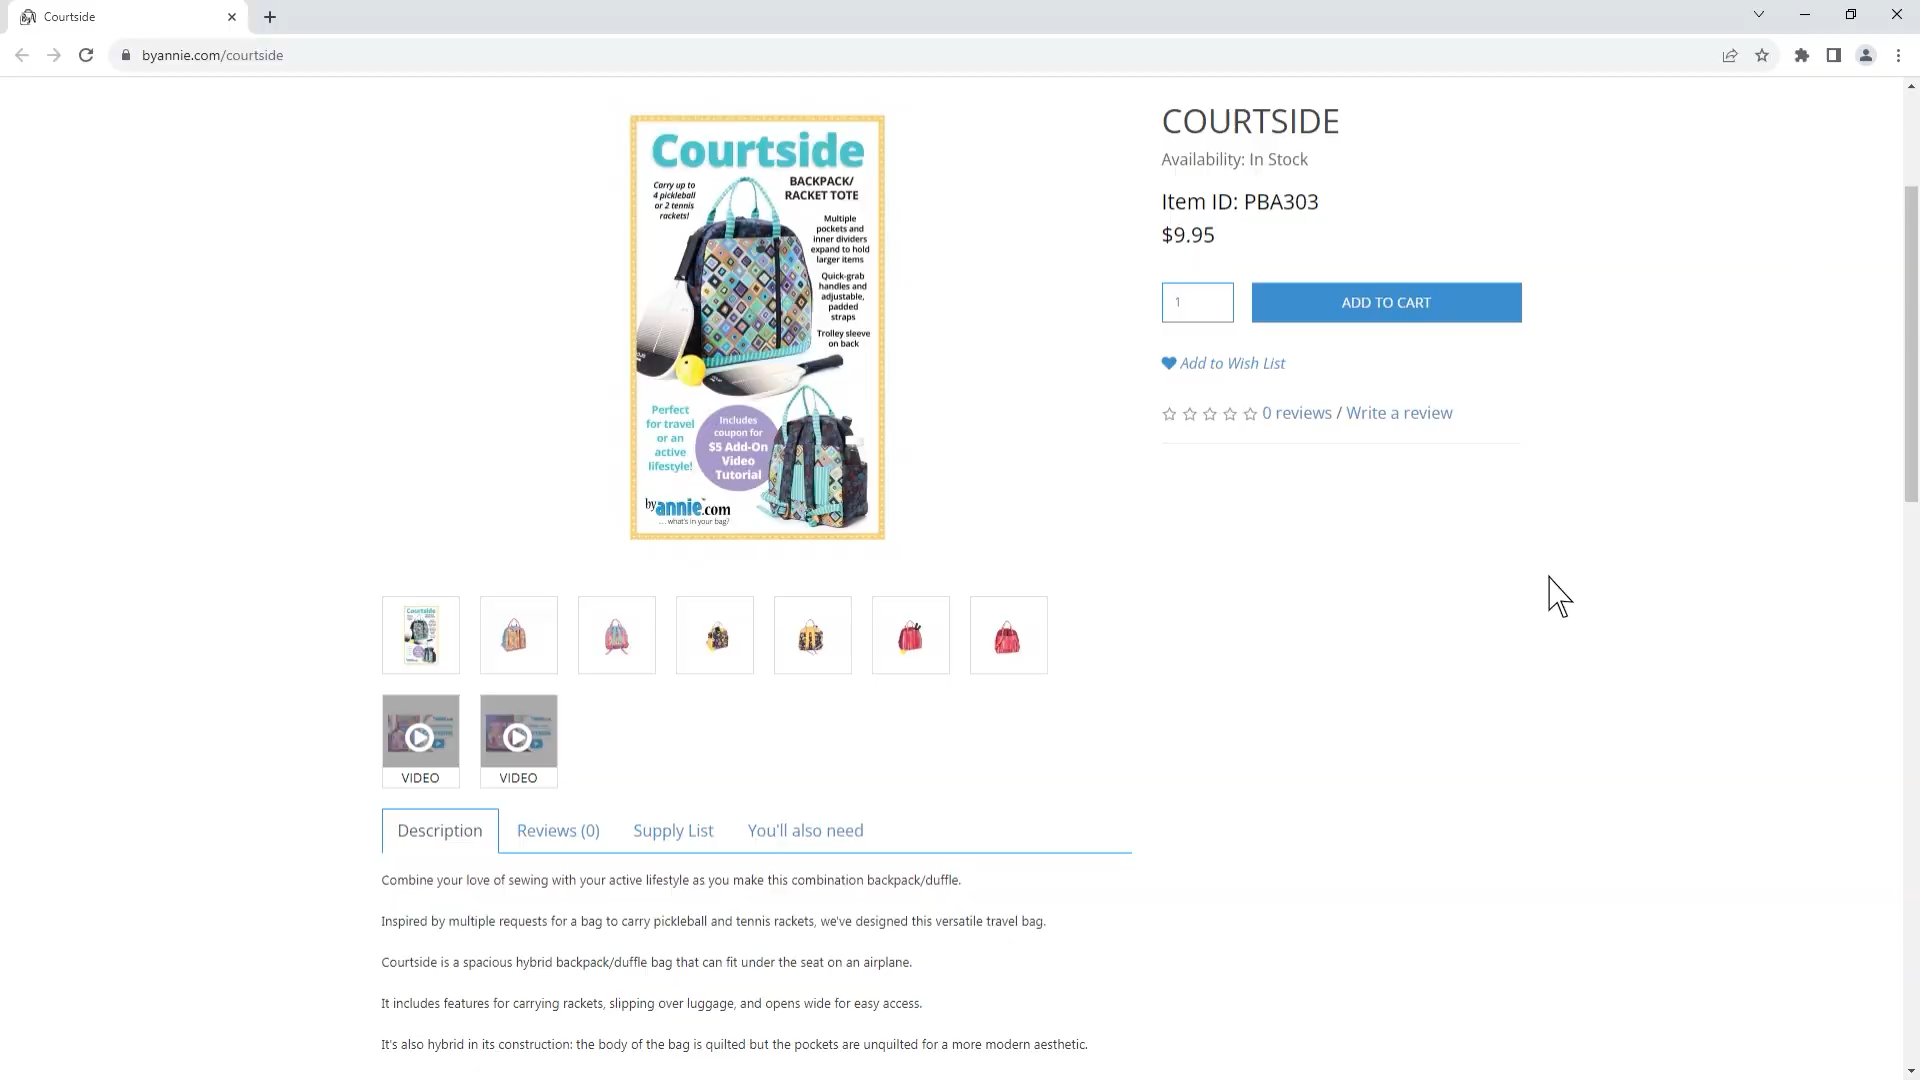 Courtside
byannie.com/courtside
Courtside
Carry up to
4 pickleball
or 2 tennis
rackets!
BACKPACK/
RACKET TOTE
Multiple
pockets and
inner dividers
expand to hold
larger items
Quick-grab
handles and
adjustable,
padded
straps
Trolley sleeve
on back
Perfect
for travel
or an
active
lifestyle!
Includes
coupon for
$5 Add-On
Video
Tutorial
byannie.com
... what's in your bag?
COURTSIDE
Availability: In Stock
Item ID: PBA303
$9.95
1
ADD TO CART
Add to Wish List
0 reviews / Write a review
Courtside
VIDEO
VIDEO
Description
Reviews (0)
Supply List
You'll also need
Combine your love of sewing with your active lifestyle as you make this combination backpack/duffle.
Inspired by multiple requests for a bag to carry pickleball and tennis rackets, we've designed this versatile travel bag.
Courtside is a spacious hybrid backpack/duffle bag that can fit under the seat on an airplane.
It includes features for carrying rackets, slipping over luggage, and opens wide for easy access.
It's also hybrid in its construction: the body of the bag is quilted but the pockets are unquilted for a more modern aesthetic.